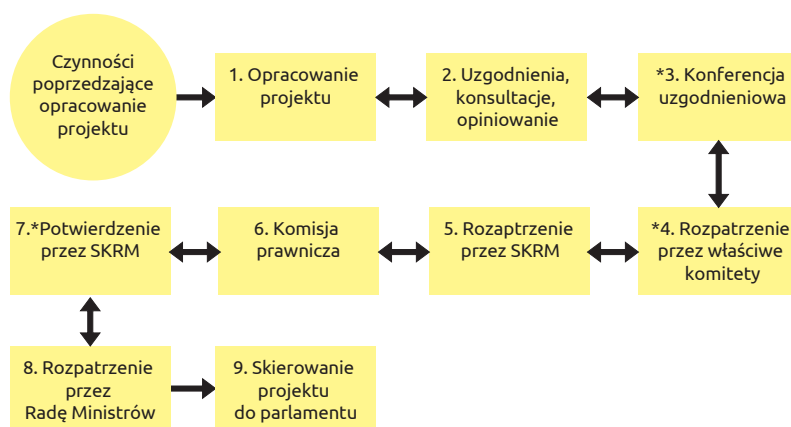 Czynności
poprzedzające
opracowanie
projektu
1. Opracowanie
projektu
2. Uzgodnienia,
konsultacje,
opiniowanie
*3. Konferencja
uzgodnieniowa
7.*Potwierdzenie
przez SKRM
6. Komisja
prawnicza
5. Rozaptrzenie
przez SKRM
*4. Rozpatrzenie
przez właściwe
komitety
8. Rozpatrzenie
przez
Radę Ministrów
9. Skierowanie
projektu
do parlamentu